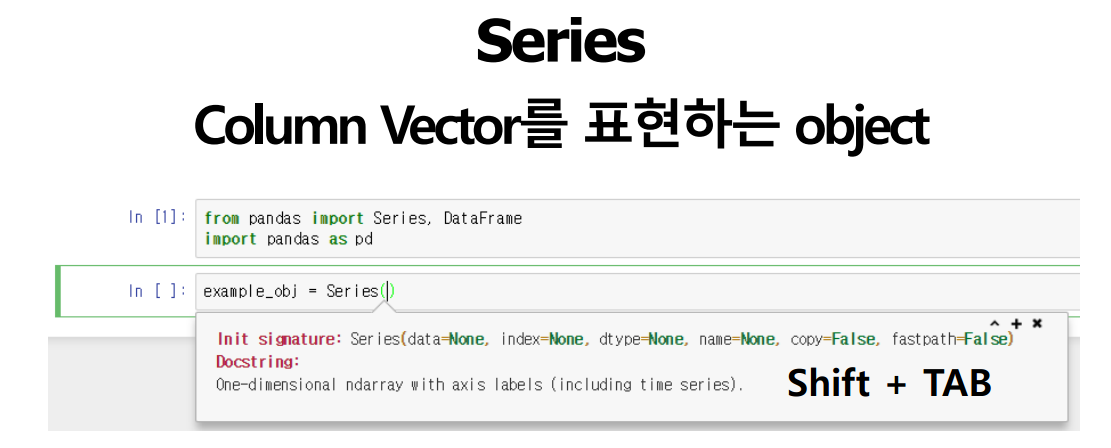 Series
Column Vector를 표현하는 object
In [1]: from pandas import Series, DataFrame
import pandas as pd
In [ ]: example_obj = Series()
Init signature: Series(data=None, index=None, dtype=None, name=None, copy=False, fastpath=False)
Docstring:
One-dimensional ndarray with axis labels (including time series).
Shift + TAB